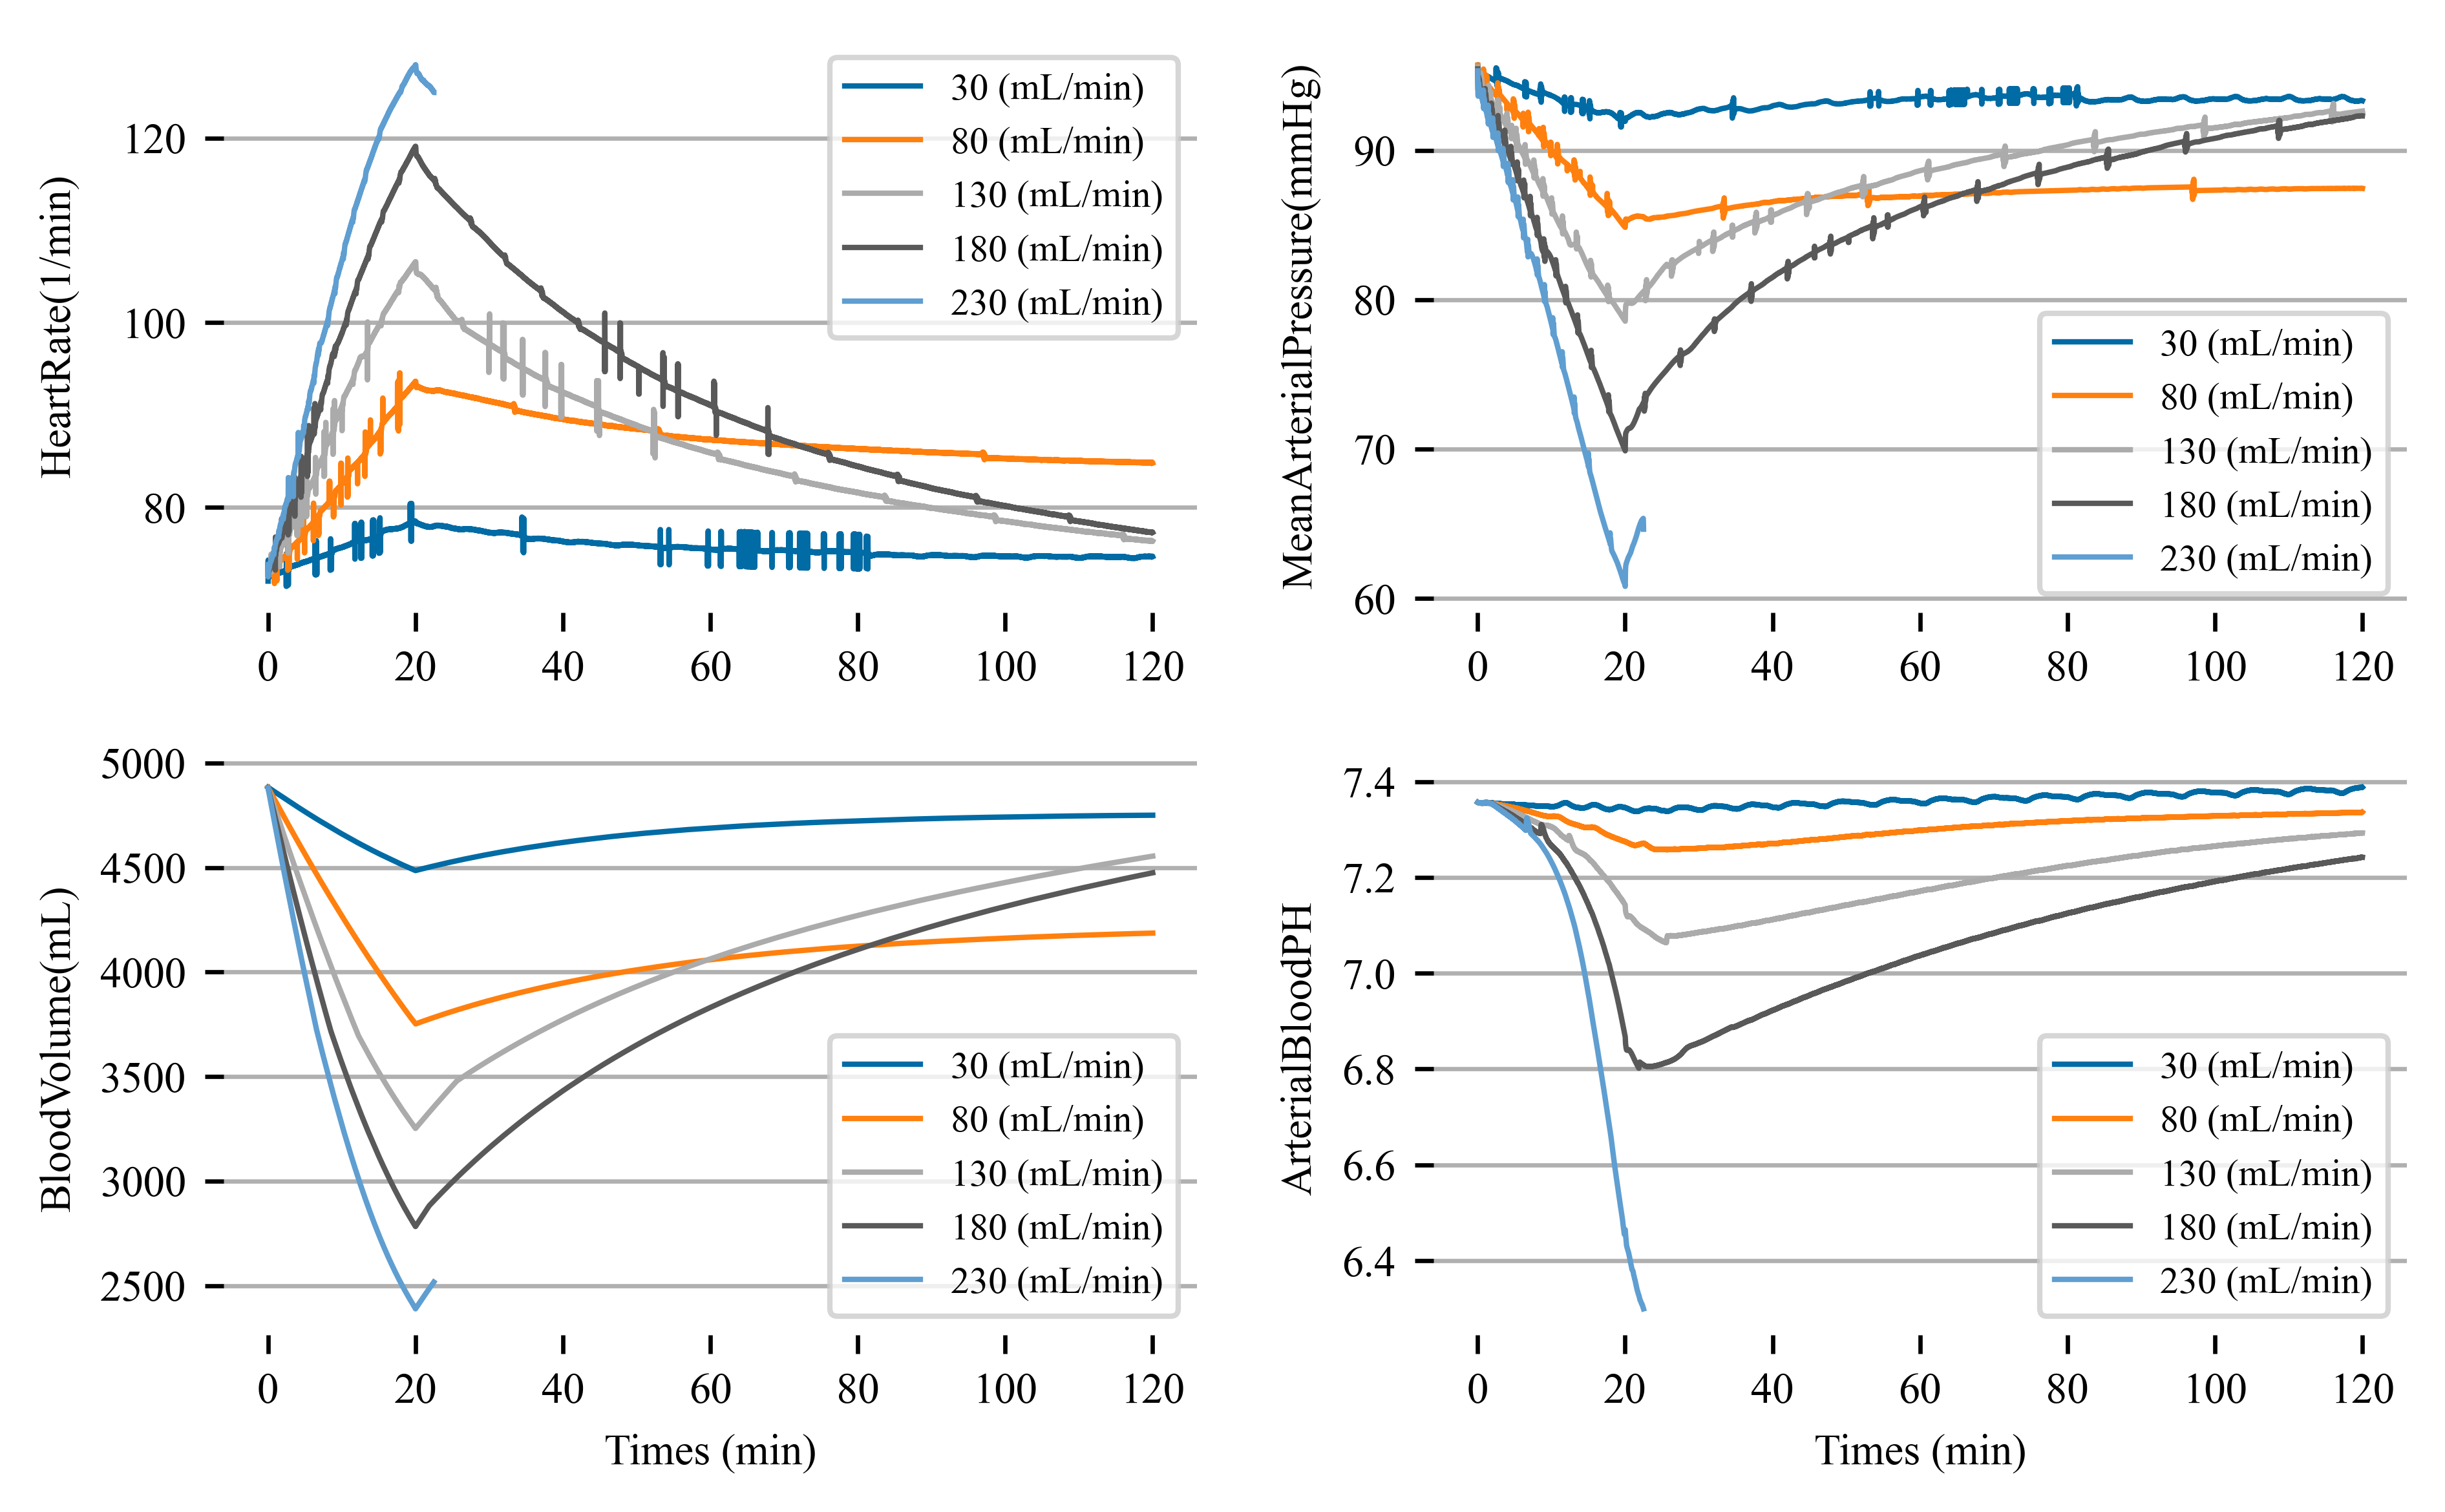 HeartRate(1/min)
120
100
80
0 20 40 60 80 100 120
30 (mL/min)
80 (mL/min)
130 (mL/min)
180 (mL/min)
230 (mL/min)
MeanArterialPressure(mmHg)
90
80
70
60
0 20 40 60 80 100 120
30 (mL/min)
80 (mL/min)
130 (mL/min)
180 (mL/min)
230 (mL/min)
BloodVolume(mL)
5000
4500
4000
3500
3000
2500
0 20 40 60 80 100 120
Times (min)
30 (mL/min)
80 (mL/min)
130 (mL/min)
180 (mL/min)
230 (mL/min)
ArterialBloodPH
7.4
7.2
7.0
6.8
6.6
6.4
0 20 40 60 80 100 120
Times (min)
30 (mL/min)
80 (mL/min)
130 (mL/min)
180 (mL/min)
230 (mL/min)